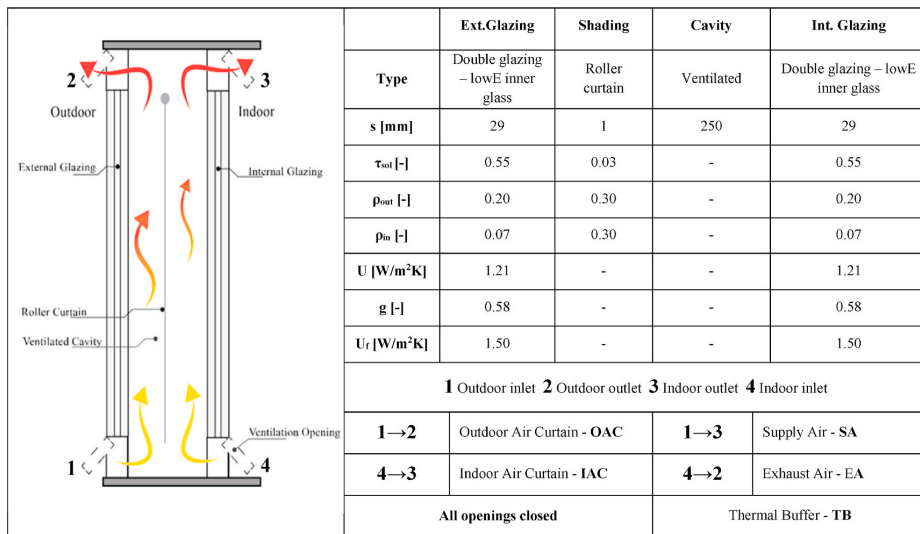 2
3
Outdoor
Indoor
External Glazing
Internal Glazing
Roller Curtain
Ventilated Cavity
Ventilation Opening
1
4
Ext.Glazing Shading Cavity Int. Glazing
Type Double glazing – lowE inner glass Roller curtain Ventilated Double glazing – lowE inner glass
s [mm] 29 1 250 29
τsol [-] 0.55 0.03 - 0.55
ρout [-] 0.20 0.30 - 0.20
ρin [-] 0.07 0.30 - 0.07
U [W/m²K] 1.21 - - 1.21
g [-] 0.58 - - 0.58
Uf [W/m²K] 1.50 - - 1.50
1 Outdoor inlet 2 Outdoor outlet 3 Indoor outlet 4 Indoor inlet
1→2 Outdoor Air Curtain - OAC 1→3 Supply Air - SA
4→3 Indoor Air Curtain - IAC 4→2 Exhaust Air - EA
All openings closed Thermal Buffer - TB